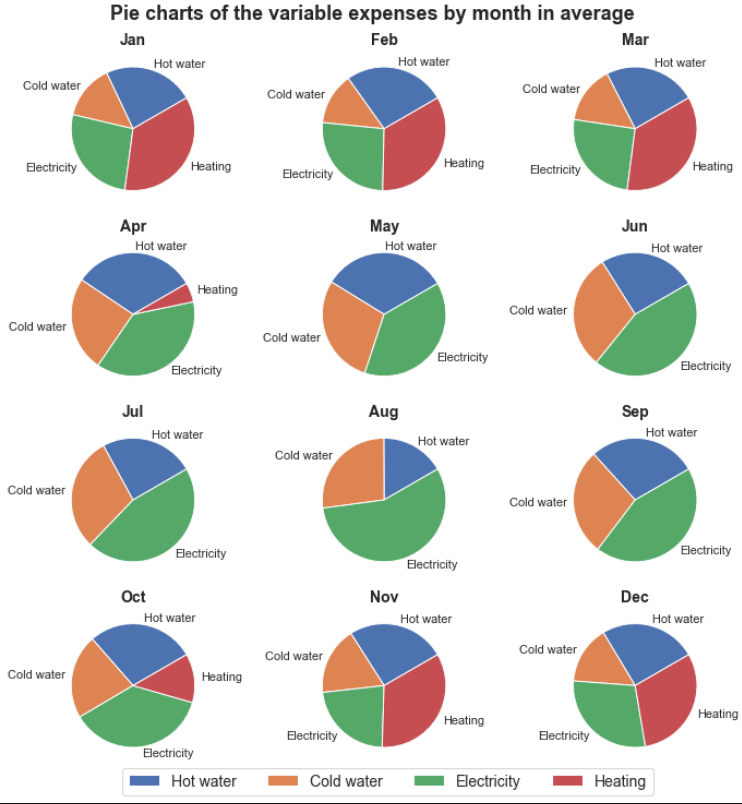 Pie charts of the variable expenses by month in average
Jan
Feb
Mar
Hot water
Cold water
Electricity
Heating
Hot water
Cold water
Electricity
Heating
Hot water
Cold water
Electricity
Heating
Apr
May
Jun
Hot water
Cold water
Electricity
Heating
Hot water
Cold water
Electricity
Hot water
Cold water
Electricity
Jul
Aug
Sep
Hot water
Cold water
Electricity
Hot water
Cold water
Electricity
Hot water
Cold water
Electricity
Oct
Nov
Dec
Hot water
Cold water
Electricity
Heating
Hot water
Cold water
Electricity
Heating
Hot water
Cold water
Electricity
Heating
Hot water Cold water Electricity Heating